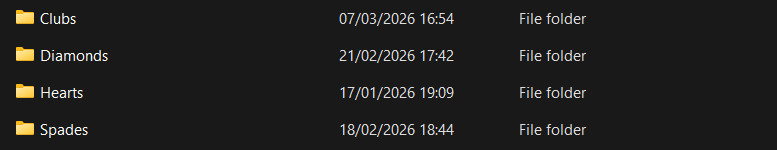 Clubs 07/03/2026 16:54 File folder
Diamonds 21/02/2026 17:42 File folder
Hearts 17/01/2026 19:09 File folder
Spades 18/02/2026 18:44 File folder